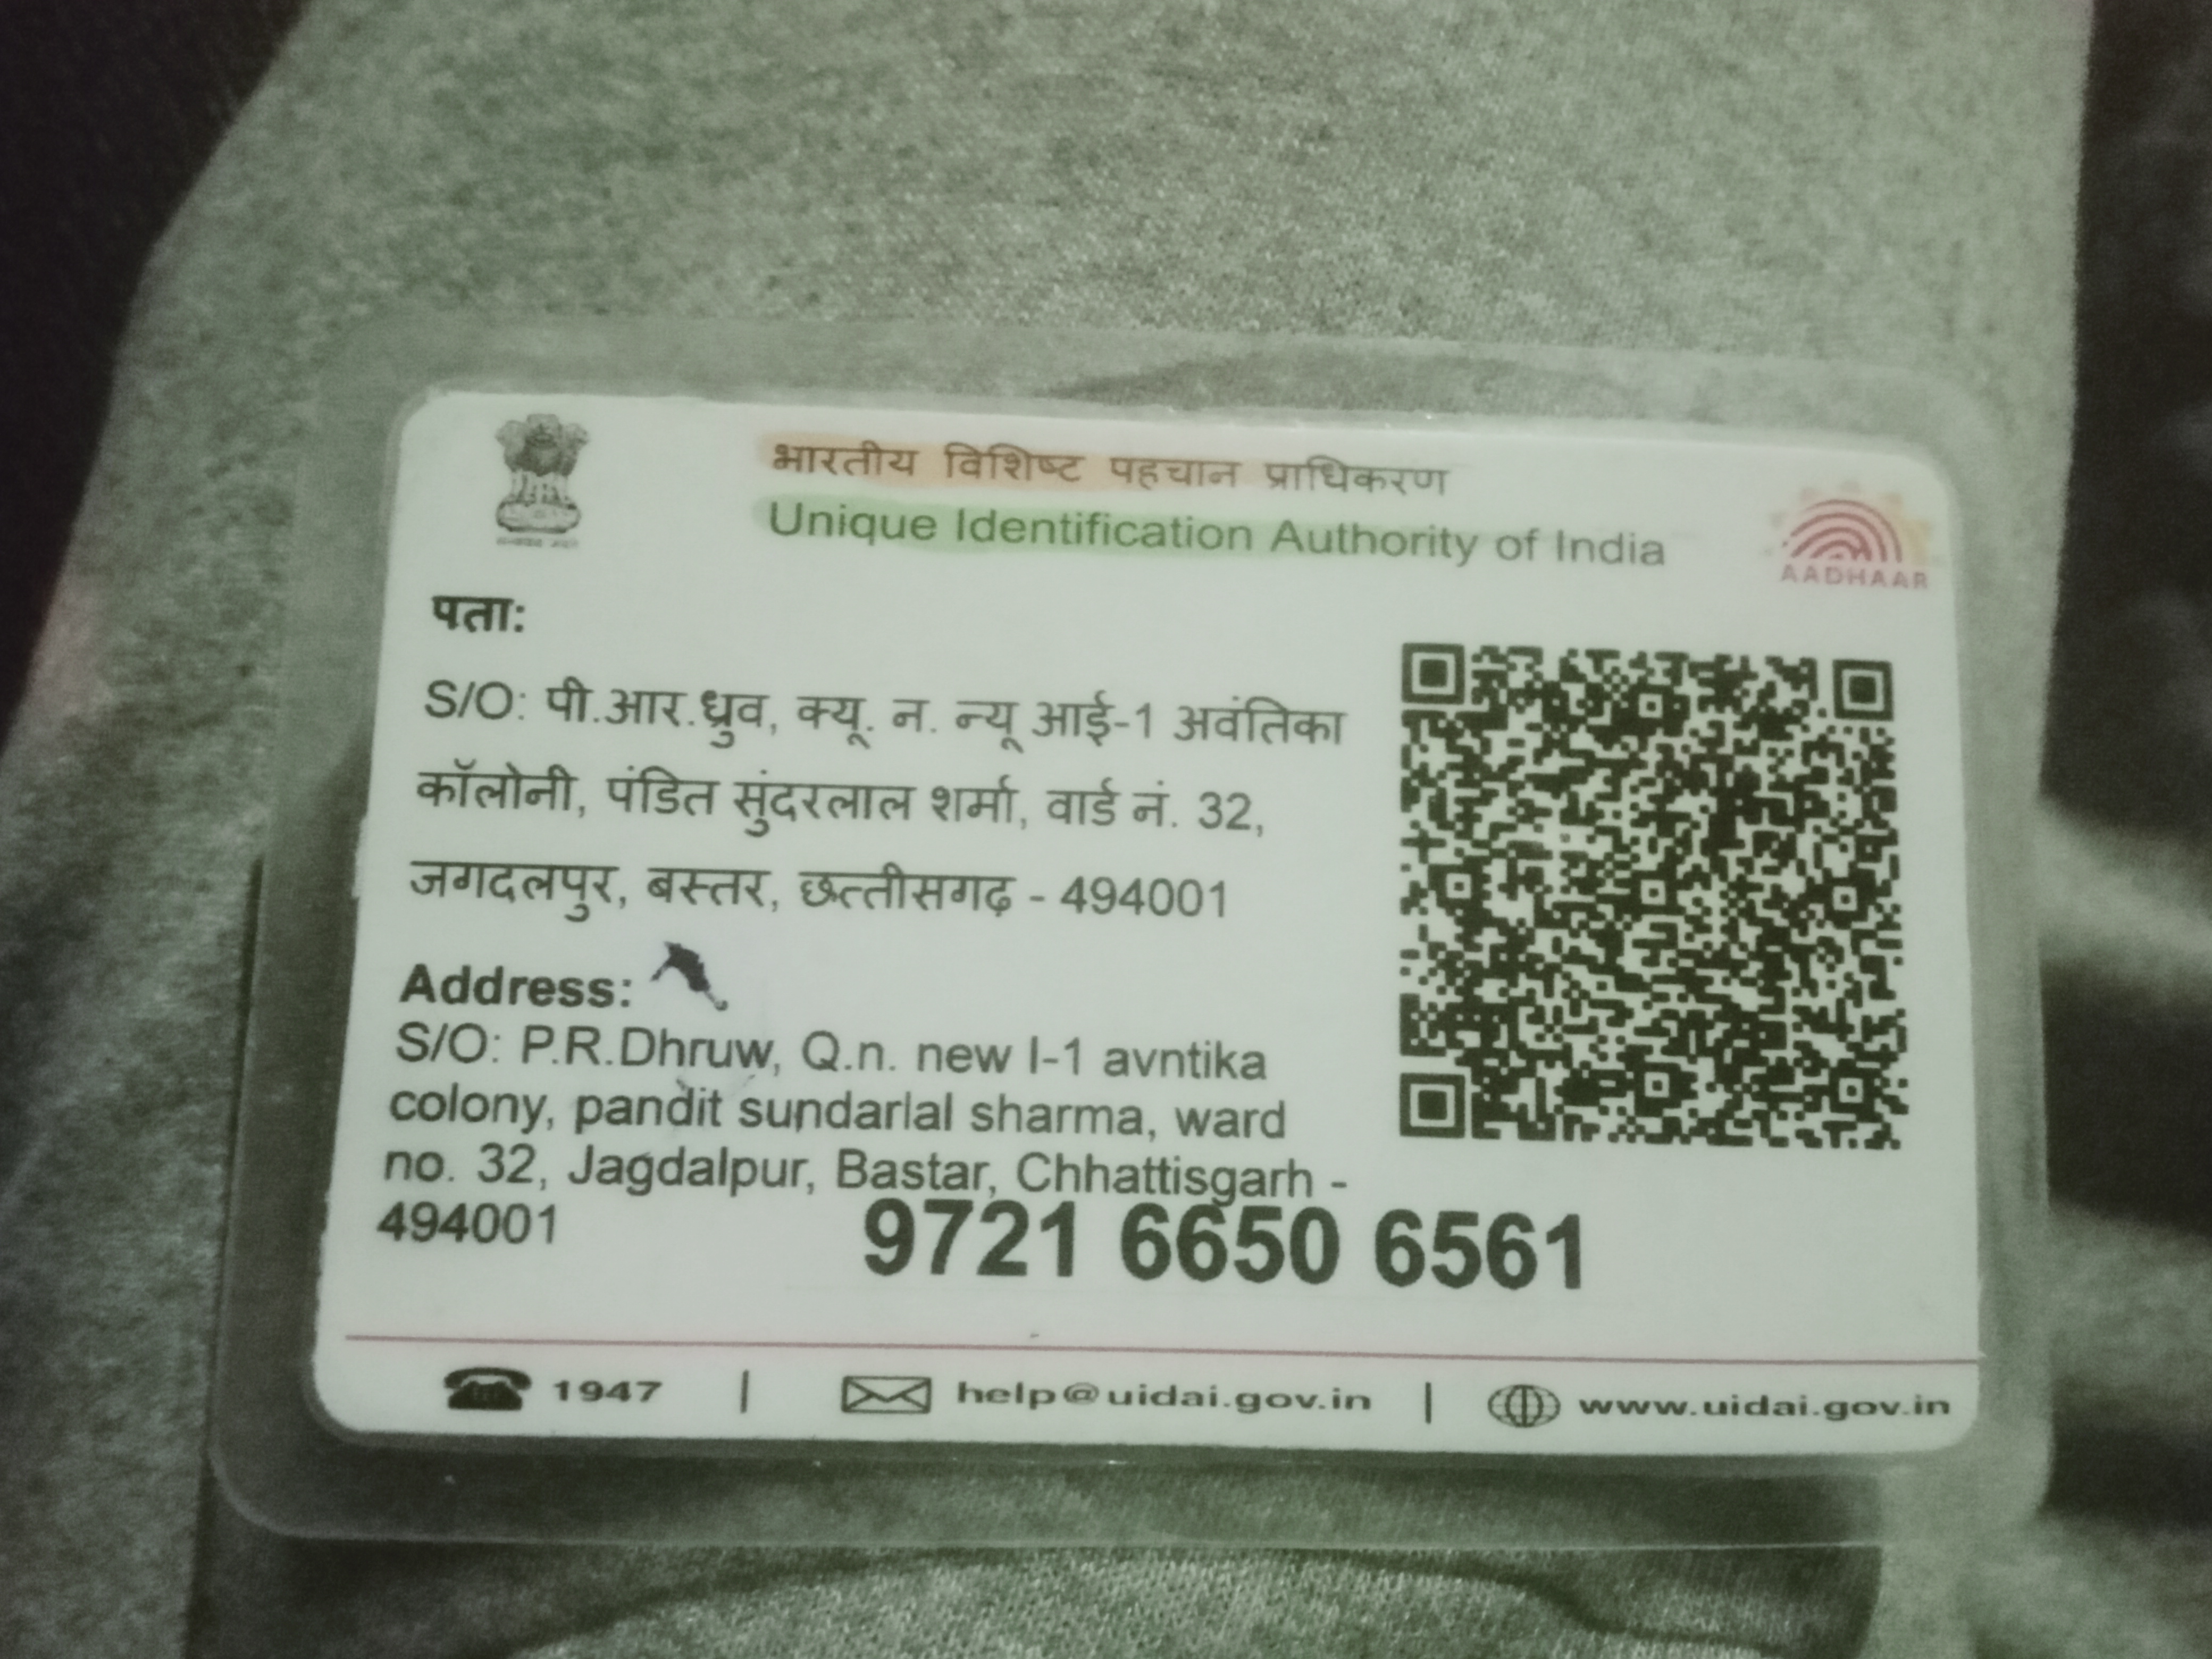 भारतीय विशिष्ट पहचान प्राधिकरण
Unique Identification Authority of India
AADHAAR
पता:
S/O: पी.आर.ध्रुव, क्यू. न. न्यू आई-1 अवंतिका
कॉलोनी, पंडित सुंदरलाल शर्मा, वार्ड नं. 32,
जगदलपुर, बस्तर, छत्तीसगढ़ - 494001
Address:
S/O: P.R.Dhruw, Q.n. new I-1 avntika
colony, pandit sundarlal sharma, ward
no. 32, Jagdalpur, Bastar, Chhattisgarh -
494001
9721 6650 6561
1947 | help@uidai.gov.in | www.uidai.gov.in